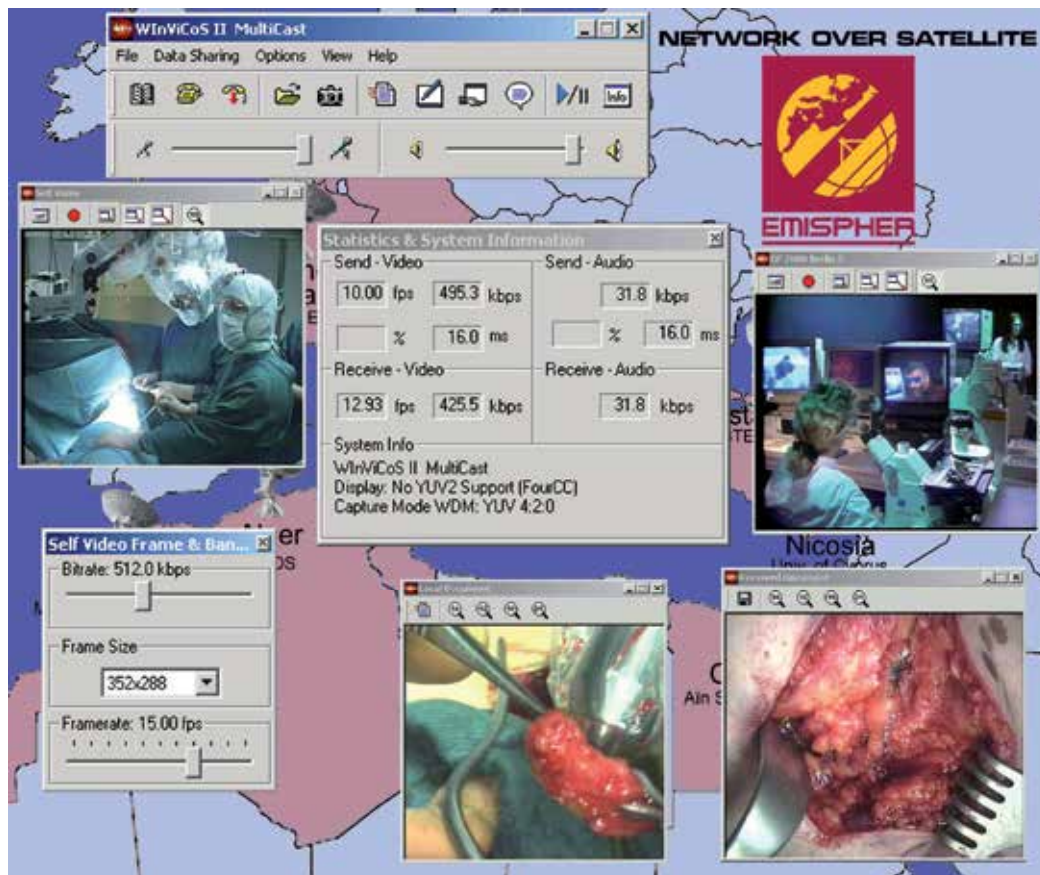 WInViCoS II MultiCast
File Data Sharing Options View Help
Info
NETWORK OVER SATELLITE
EMISPHER
Statistics & System Information
Send - Video
10.00 fps 495.3 kbps
% 16.0 ms
Send - Audio
31.8 kbps
% 16.0 ms
Receive - Video
12.93 fps 425.5 kbps
Receive - Audio
31.8 kbps
System Info
WInViCoS II MultiCast
Display: No YUV2 Support (FourCC)
Capture Mode WDM: YUV 4:2:0
Nicosia
Univ. of Cyprus
er
Self Video Frame & Ban...
Bitrate: 512.0 kbps
Frame Size
352x288
Framerate: 15.00 fps
Ain S